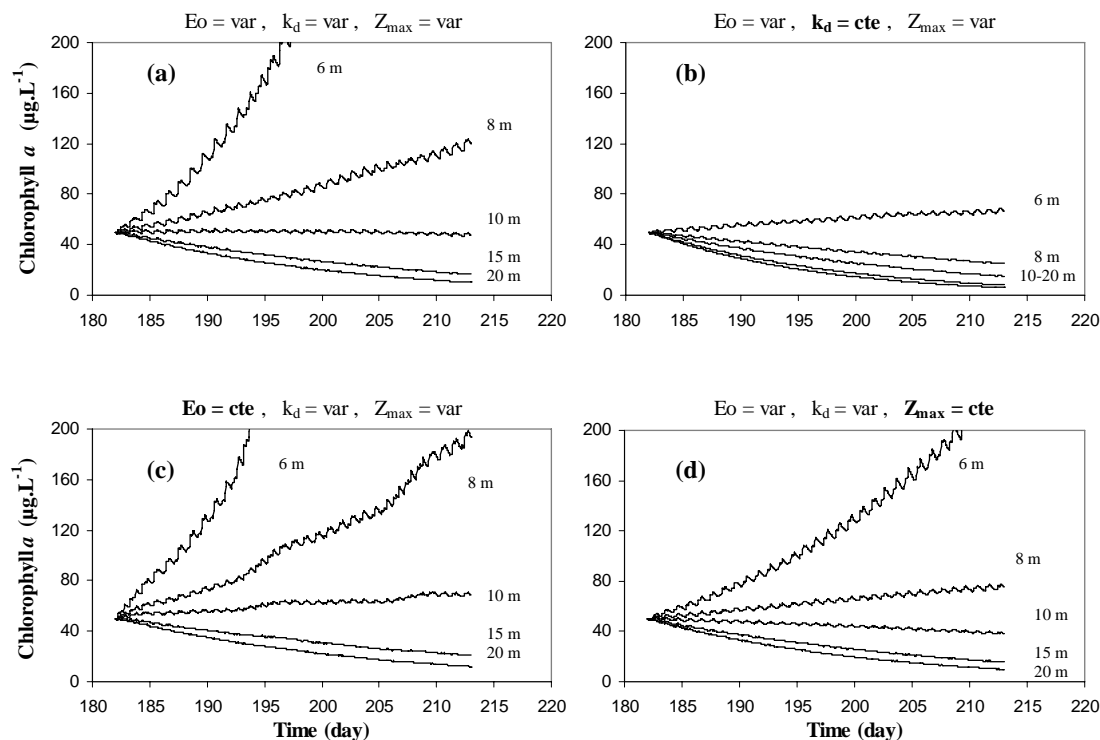 Eo = var , k_d = var , Z_max = var
Eo = var , k_d = cte , Z_max = var
Chlorophyll a (µg.L⁻¹)
200
160
120
80
40
0
(a)
6 m
8 m
10 m
15 m
20 m
180 185 190 195 200 205 210 215 220
200
160
120
80
40
0
(b)
6 m
8 m
10-20 m
180 185 190 195 200 205 210 215 220
Eo = cte , k_d = var , Z_max = var
Eo = var , k_d = var , Z_max = cte
Chlorophyll a (µg.L⁻¹)
200
160
120
80
40
0
(c)
6 m
8 m
10 m
15 m
20 m
180 185 190 195 200 205 210 215 220
Time (day)
200
160
120
80
40
0
(d)
6 m
8 m
10 m
15 m
20 m
180 185 190 195 200 205 210 215 220
Time (day)